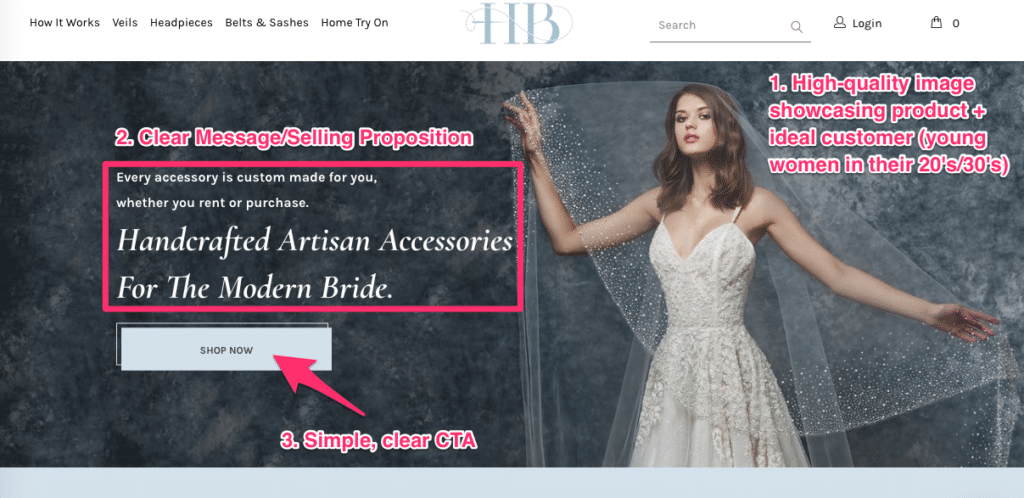 How It Works Veils Headpieces Belts & Sashes Home Try On HB Search Login 0
1. High-quality image
showcasing product +
ideal customer (young
women in their 20's/30's)
2. Clear Message/Selling Proposition
Every accessory is custom made for you,
whether you rent or purchase.
Handcrafted Artisan Accessories
For The Modern Bride.
SHOP NOW
3. Simple, clear CTA